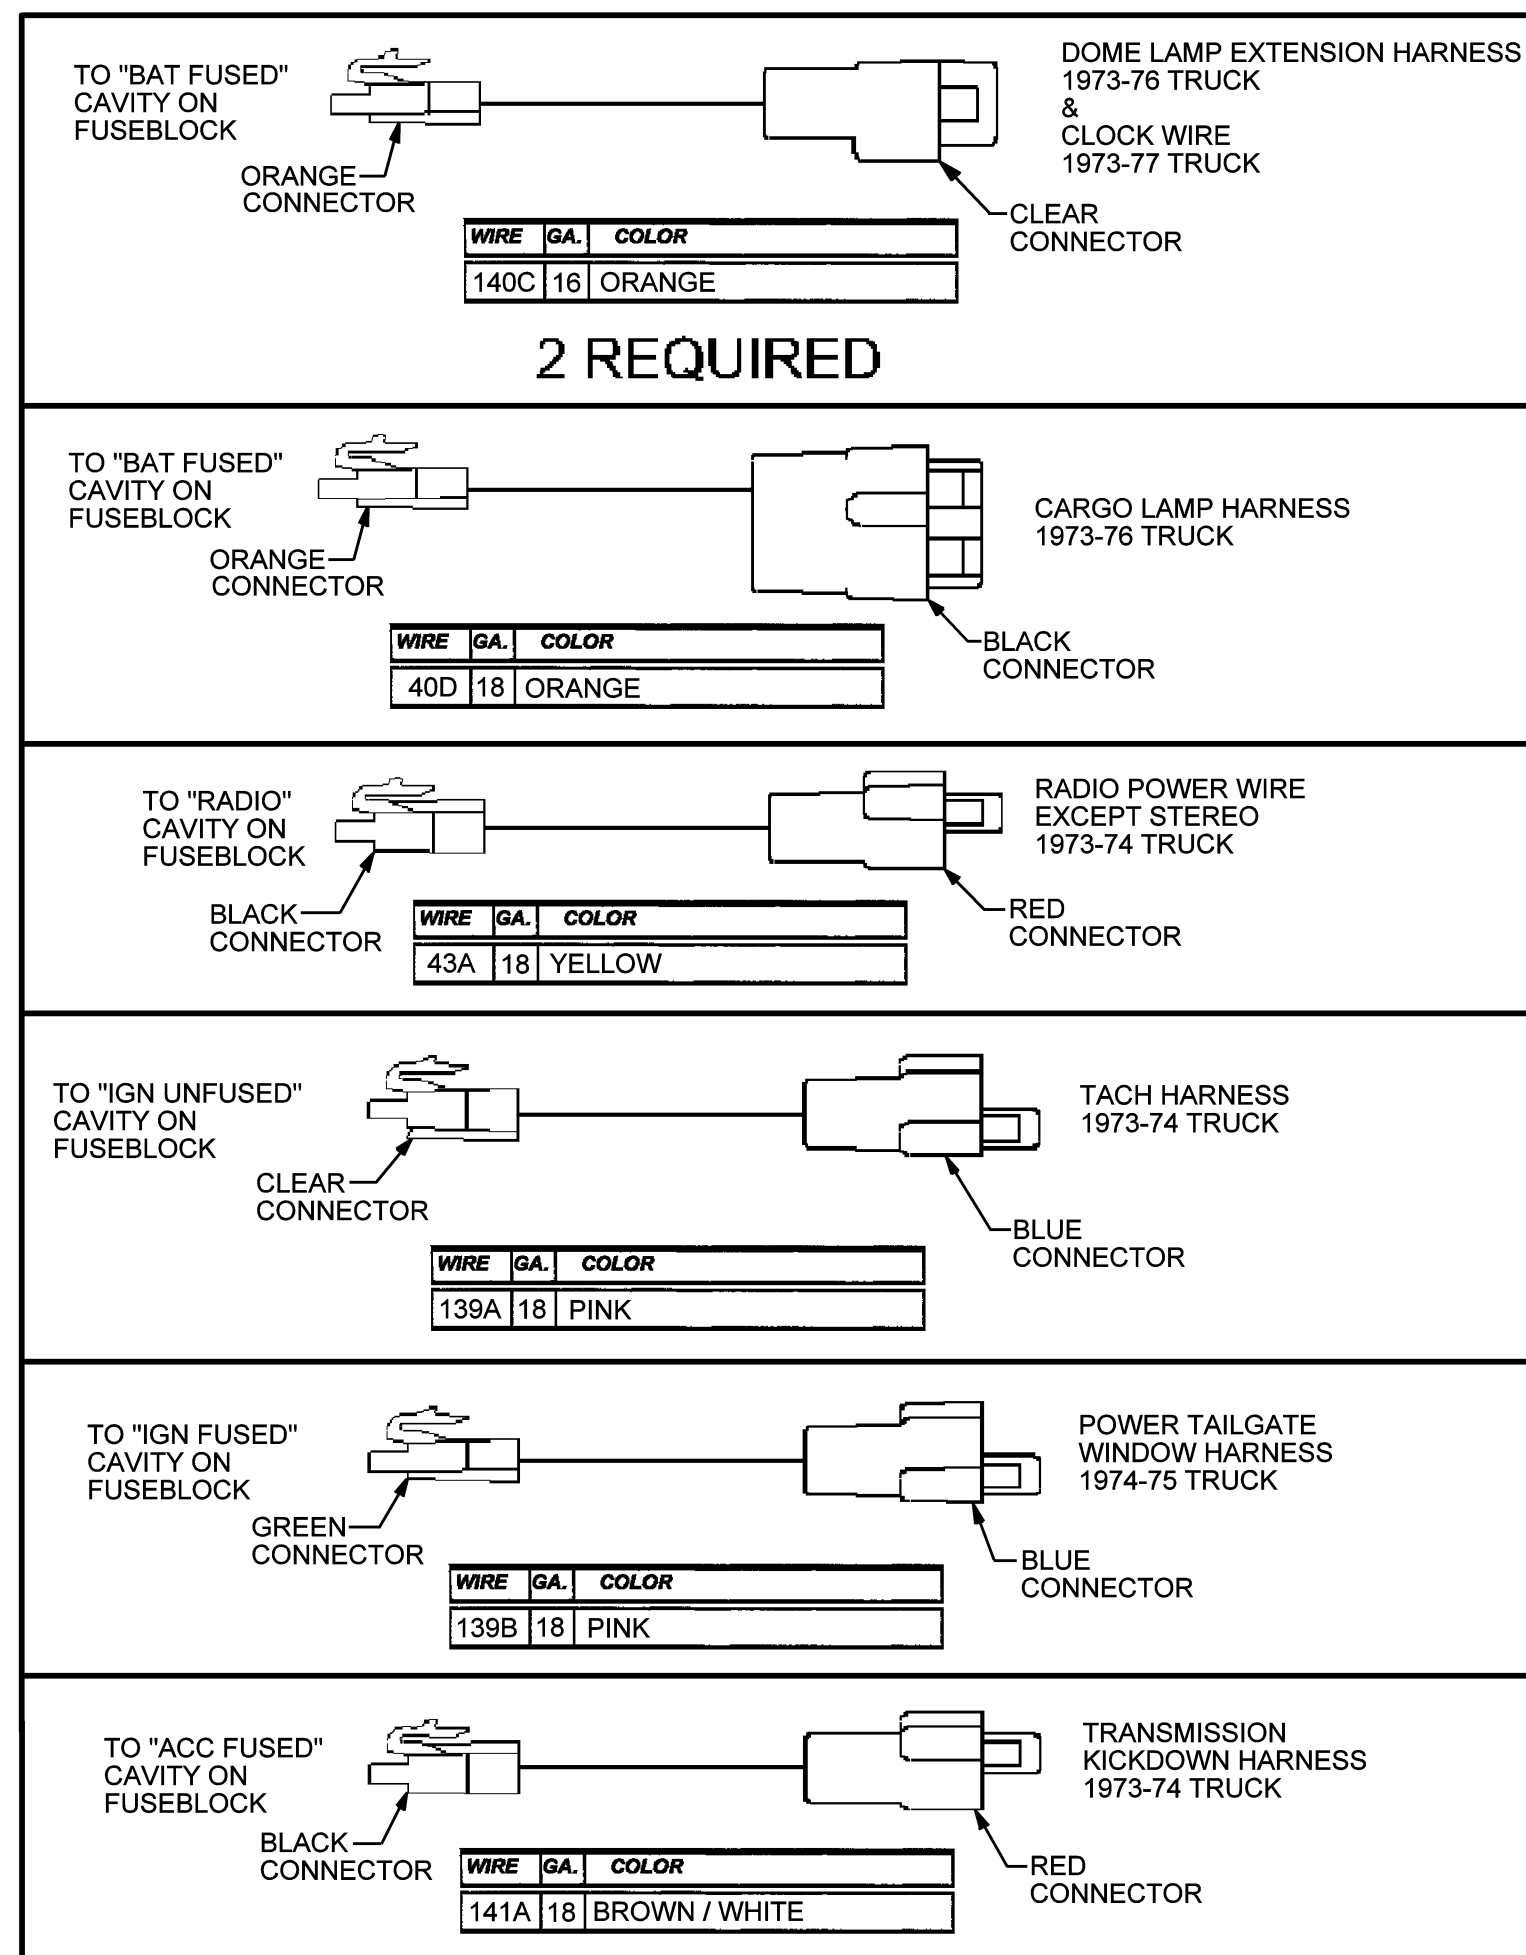 TO "BAT FUSED"
CAVITY ON
FUSEBLOCK
ORANGE
CONNECTOR
DOME LAMP EXTENSION HARNESS
1973-76 TRUCK
&
CLOCK WIRE
1973-77 TRUCK
CLEAR
CONNECTOR
WIRE GA. COLOR
140C 16 ORANGE
2 REQUIRED
TO "BAT FUSED"
CAVITY ON
FUSEBLOCK
ORANGE
CONNECTOR
CARGO LAMP HARNESS
1973-76 TRUCK
BLACK
CONNECTOR
WIRE GA. COLOR
40D 18 ORANGE
TO "RADIO"
CAVITY ON
FUSEBLOCK
BLACK
CONNECTOR
RADIO POWER WIRE
EXCEPT STEREO
1973-74 TRUCK
RED
CONNECTOR
WIRE GA. COLOR
43A 18 YELLOW
TO "IGN UNFUSED"
CAVITY ON
FUSEBLOCK
CLEAR
CONNECTOR
TACH HARNESS
1973-74 TRUCK
BLUE
CONNECTOR
WIRE GA. COLOR
139A 18 PINK
TO "IGN FUSED"
CAVITY ON
FUSEBLOCK
GREEN
CONNECTOR
POWER TAILGATE
WINDOW HARNESS
1974-75 TRUCK
BLUE
CONNECTOR
WIRE GA. COLOR
139B 18 PINK
TO "ACC FUSED"
CAVITY ON
FUSEBLOCK
BLACK
CONNECTOR
TRANSMISSION
KICKDOWN HARNESS
1973-74 TRUCK
RED
CONNECTOR
WIRE GA. COLOR
141A 18 BROWN / WHITE